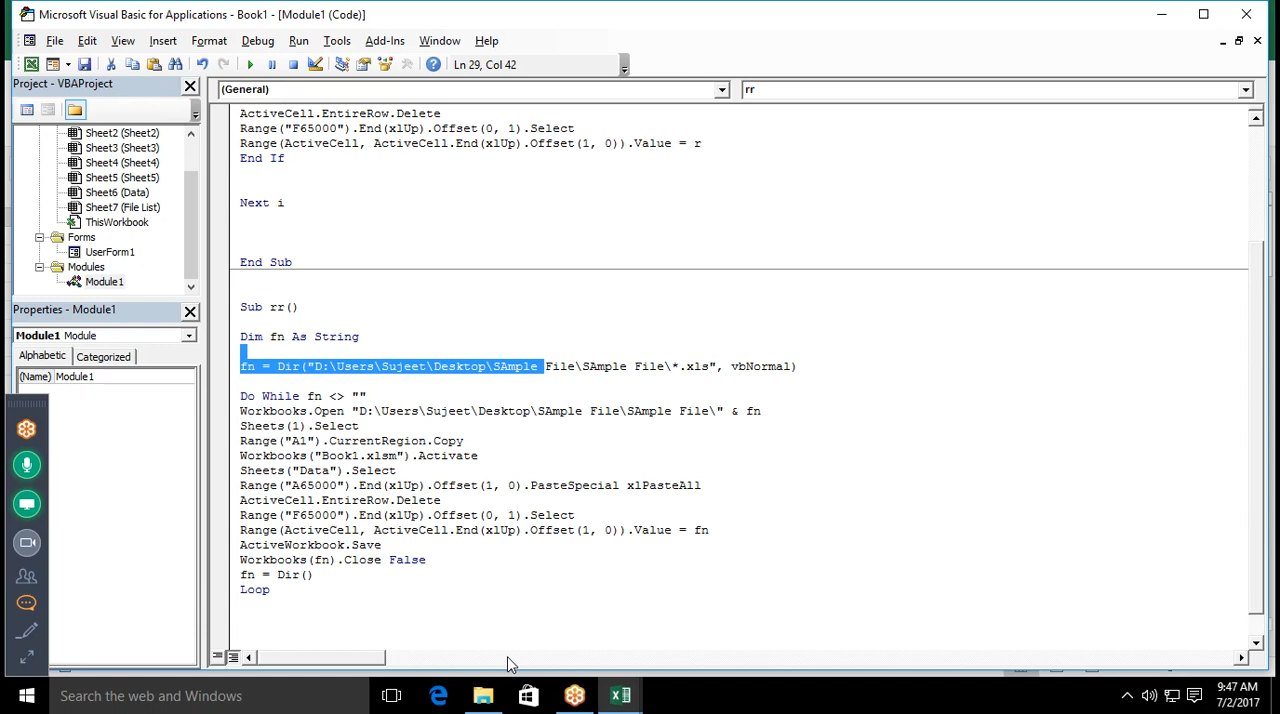 Microsoft Visual Basic for Applications - Book1 - [Module1 (Code)]
File Edit View Insert Format Debug Run Tools Add-Ins Window Help
Ln 29, Col 42
Project - VBAProject
(General)
rr
Sheet2 (Sheet2)
Sheet3 (Sheet3)
Sheet4 (Sheet4)
Sheet5 (Sheet5)
Sheet6 (Data)
Sheet7 (File List)
ThisWorkbook
Forms
UserForm1
Modules
Module1
Properties - Module1
Module1 Module
Alphabetic Categorized
(Name) Module1
ActiveCell.EntireRow.Delete
Range("F65000").End(xlUp).Offset(0, 1).Select
Range(ActiveCell, ActiveCell.End(xlUp).Offset(1, 0)).Value = r
End If
Next i
End Sub
Sub rr()
Dim fn As String
fn = Dir("D:\Users\Sujeet\Desktop\SAmple File\SAmple File\*.xls", vbNormal)
Do While fn <> ""
Workbooks.Open "D:\Users\Sujeet\Desktop\SAmple File\SAmple File\" & fn
Sheets(1).Select
Range("A1").CurrentRegion.Copy
Workbooks("Book1.xlsm").Activate
Sheets("Data").Select
Range("A65000").End(xlUp).Offset(1, 0).PasteSpecial xlPasteAll
ActiveCell.EntireRow.Delete
Range("F65000").End(xlUp).Offset(0, 1).Select
Range(ActiveCell, ActiveCell.End(xlUp).Offset(1, 0)).Value = fn
ActiveWorkbook.Save
Workbooks(fn).Close False
fn = Dir()
Loop
Search the web and Windows
9:47 AM
7/2/2017